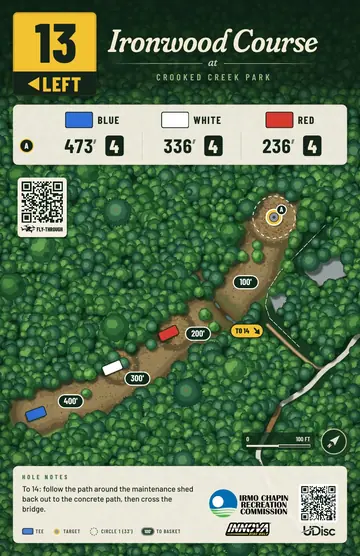 13
LEFT
Ironwood Course
at
CROOKED CREEK PARK
BLUE WHITE RED
A 473' 4 336' 4 236' 4
FLY-THROUGH
A
100'
200'
TO 14
300'
400'
0 100 FT
HOLE NOTES
To 14: follow the path around the maintenance shed
back out to the concrete path, then cross the
bridge.
IRMO CHAPIN
RECREATION
COMMISSION
INNOVA
UDisc
TEE TARGET CIRCLE 1 (33') 100' TO BASKET